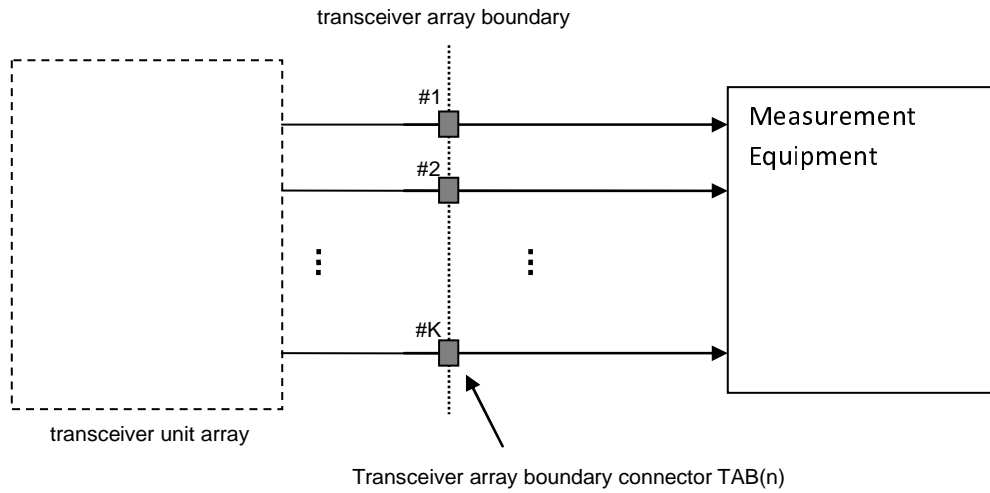 transceiver array boundary
#1
Measurement
Equipment
#2
#K
transceiver unit array
Transceiver array boundary connector TAB(n)